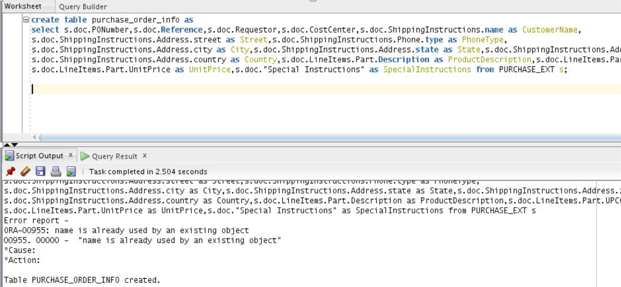 Worksheet Query Builder
create table purchase_order_info as
select s.doc.PONumber,s.doc.Reference,s.doc.Requestor,s.doc.CostCenter,s.doc.ShippingInstructions.name as CustomerName,
s.doc.ShippingInstructions.Address.street as Street,s.doc.ShippingInstructions.Phone.type as PhoneType,
s.doc.ShippingInstructions.Address.city as City,s.doc.ShippingInstructions.Address.state as State,s.doc.ShippingInstructions.Ad
s.doc.ShippingInstructions.Address.country as Country,s.doc.LineItems.Part.Description as ProductDescription,s.doc.LineItems.Par
s.doc.LineItems.Part.UnitPrice as UnitPrice,s.doc."Special Instructions" as SpecialInstructions from PURCHASE_EXT s;
Script Output x Query Result x
Task completed in 2.504 seconds
s.doc.ShippingInstructions.Address.street as Street,s.doc.ShippingInstructions.Phone.type as PhoneType,
s.doc.ShippingInstructions.Address.city as City,s.doc.ShippingInstructions.Address.state as State,s.doc.ShippingInstructions.Address.z
s.doc.ShippingInstructions.Address.country as Country,s.doc.LineItems.Part.Description as ProductDescription,s.doc.LineItems.Part.UPCC
s.doc.LineItems.Part.UnitPrice as UnitPrice,s.doc."Special Instructions" as SpecialInstructions from PURCHASE_EXT s
Error report -
ORA-00955: name is already used by an existing object
00955. 00000 - "name is already used by an existing object"
*Cause:
*Action:
Table PURCHASE_ORDER_INFO created.